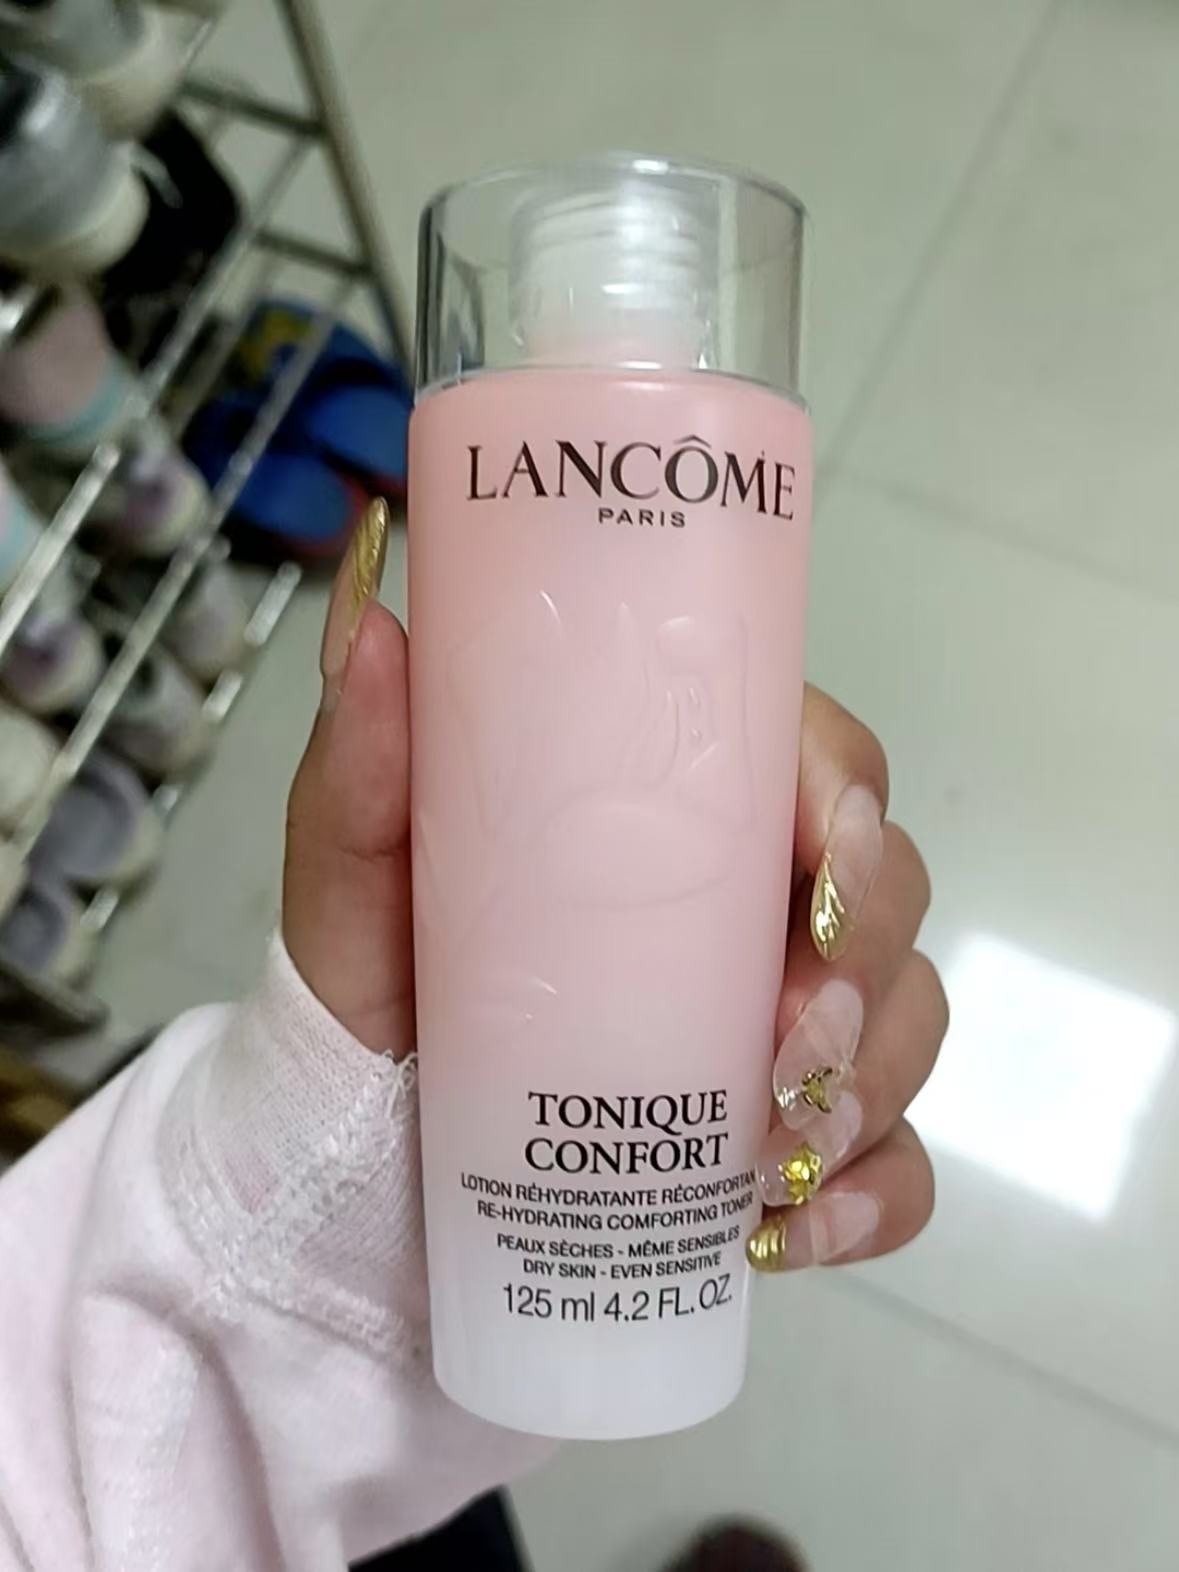 LANCÔME
PARIS
TONIQUE
CONFORT
LOTION RÉHYDRATANTE RÉCONFORTAN
RE-HYDRATING COMFORTING TONER
PEAUX SÈCHES - MÊME SENSIBLES
DRY SKIN - EVEN SENSITIVE
125 ml 4.2 FL. OZ.